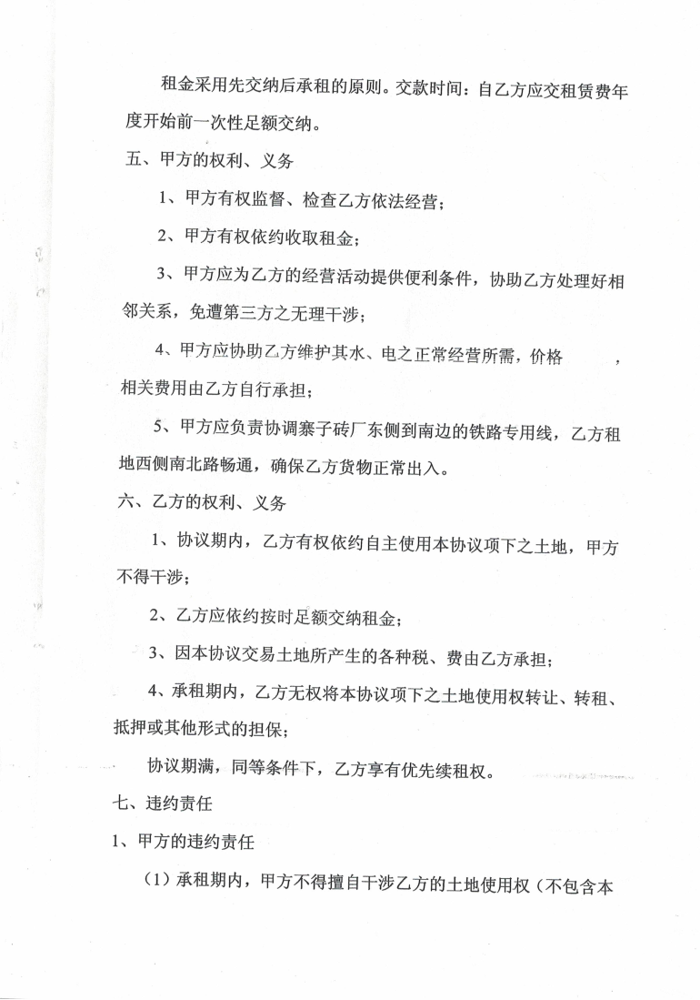 租金采用先交纳后承租的原则。交款时间：自乙方应交租赁费年
度开始前一次性足额交纳。
五、甲方的权利、义务
1、甲方有权监督、检查乙方依法经营；
2、甲方有权依约收取租金；
3、甲方应为乙方的经营活动提供便利条件，协助乙方处理好相
邻关系，免遭第三方之无理干涉；
4、甲方应协助乙方维护其水、电之正常经营所需，价格　　　，
相关费用由乙方自行承担；
5、甲方应负责协调寨子砖厂东侧到南边的铁路专用线，乙方租
地西侧南北路畅通，确保乙方货物正常出入。
六、乙方的权利、义务
1、协议期内，乙方有权依约自主使用本协议项下之土地，甲方
不得干涉；
2、乙方应依约按时足额交纳租金；
3、因本协议交易土地所产生的各种税、费由乙方承担；
4、承租期内，乙方无权将本协议项下之土地使用权转让、转租、
抵押或其他形式的担保；
协议期满，同等条件下，乙方享有优先续租权。
七、违约责任
1、甲方的违约责任
（1）承租期内，甲方不得擅自干涉乙方的土地使用权（不包含本